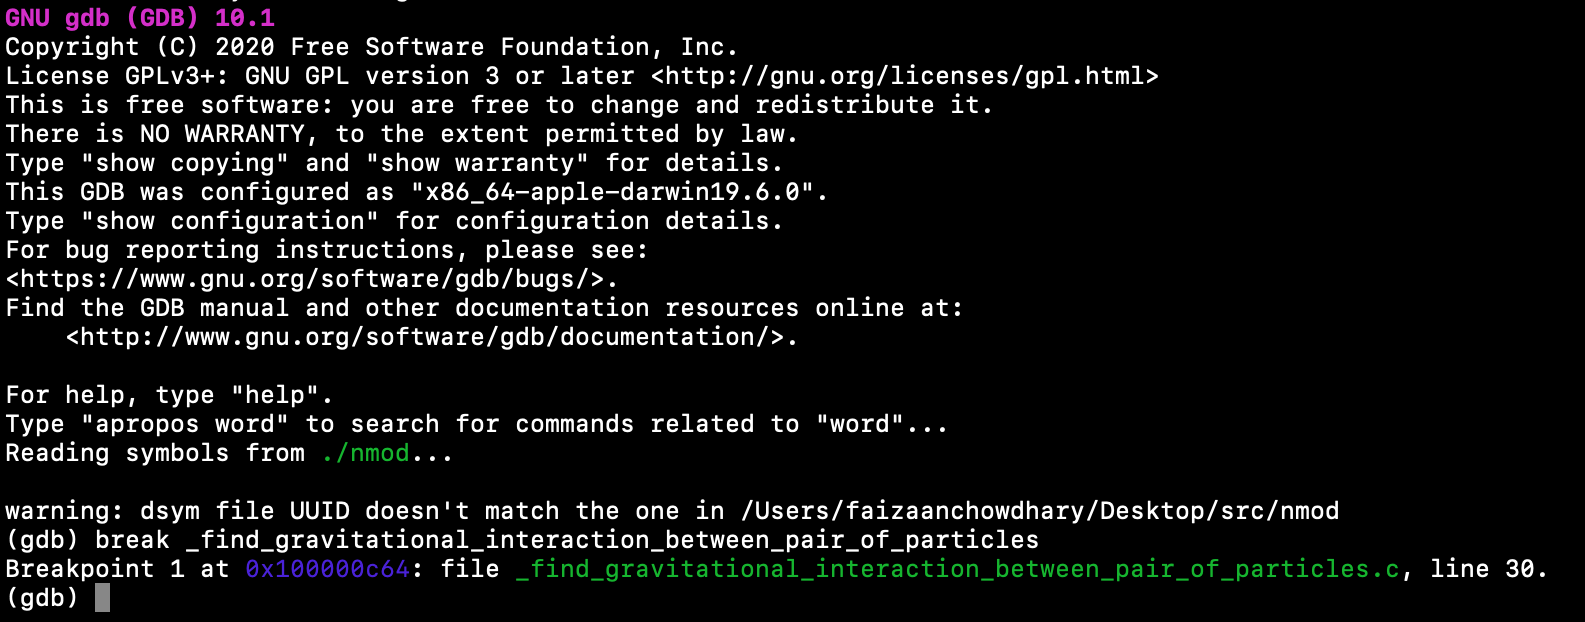 GNU gdb (GDB) 10.1
Copyright (C) 2020 Free Software Foundation, Inc.
License GPLv3+: GNU GPL version 3 or later <http://gnu.org/licenses/gpl.html>
This is free software: you are free to change and redistribute it.
There is NO WARRANTY, to the extent permitted by law.
Type "show copying" and "show warranty" for details.
This GDB was configured as "x86_64-apple-darwin19.6.0".
Type "show configuration" for configuration details.
For bug reporting instructions, please see:
<https://www.gnu.org/software/gdb/bugs/>.
Find the GDB manual and other documentation resources online at:
    <http://www.gnu.org/software/gdb/documentation/>.

For help, type "help".
Type "apropos word" to search for commands related to "word"...
Reading symbols from ./nmod...

warning: dsym file UUID doesn't match the one in /Users/faizaanchowdhary/Desktop/src/nmod
(gdb) break _find_gravitational_interaction_between_pair_of_particles
Breakpoint 1 at 0x100000c64: file _find_gravitational_interaction_between_pair_of_particles.c, line 30.
(gdb)